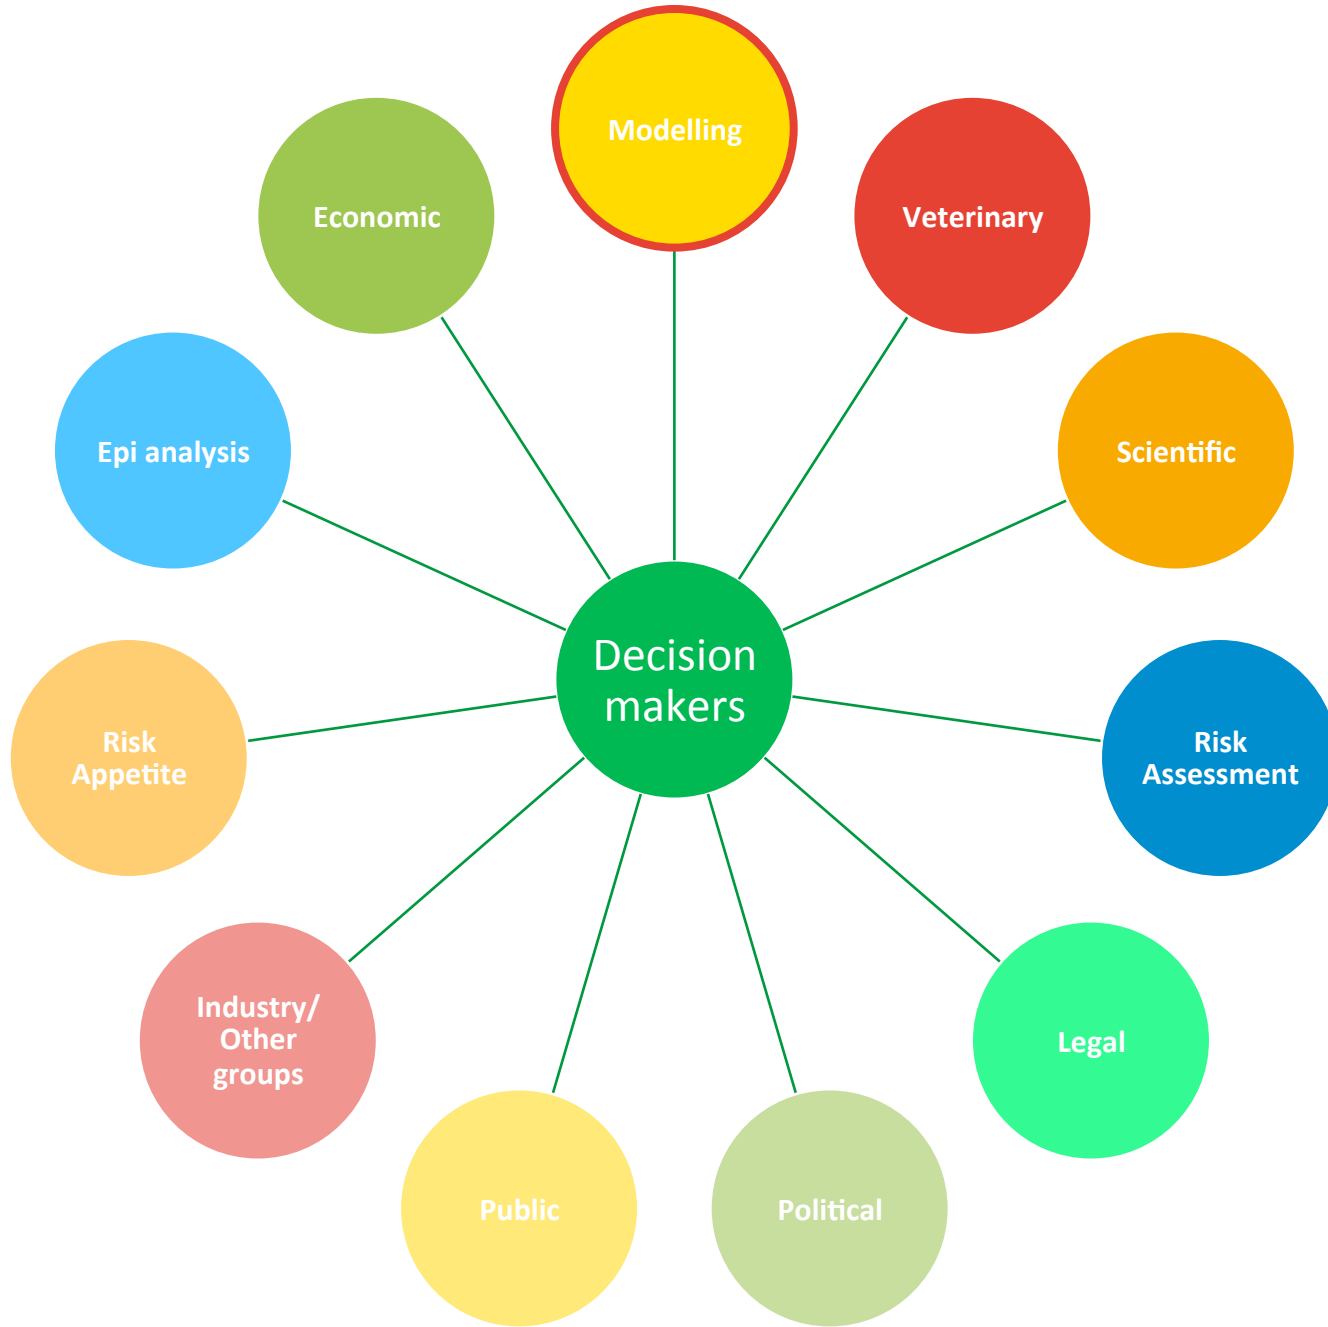 Modelling
Economic
Veterinary
Epi analysis
Scientific
Decision
makers
Risk
Appetite
Risk
Assessment
Industry/
Other
groups
Legal
Public
Political